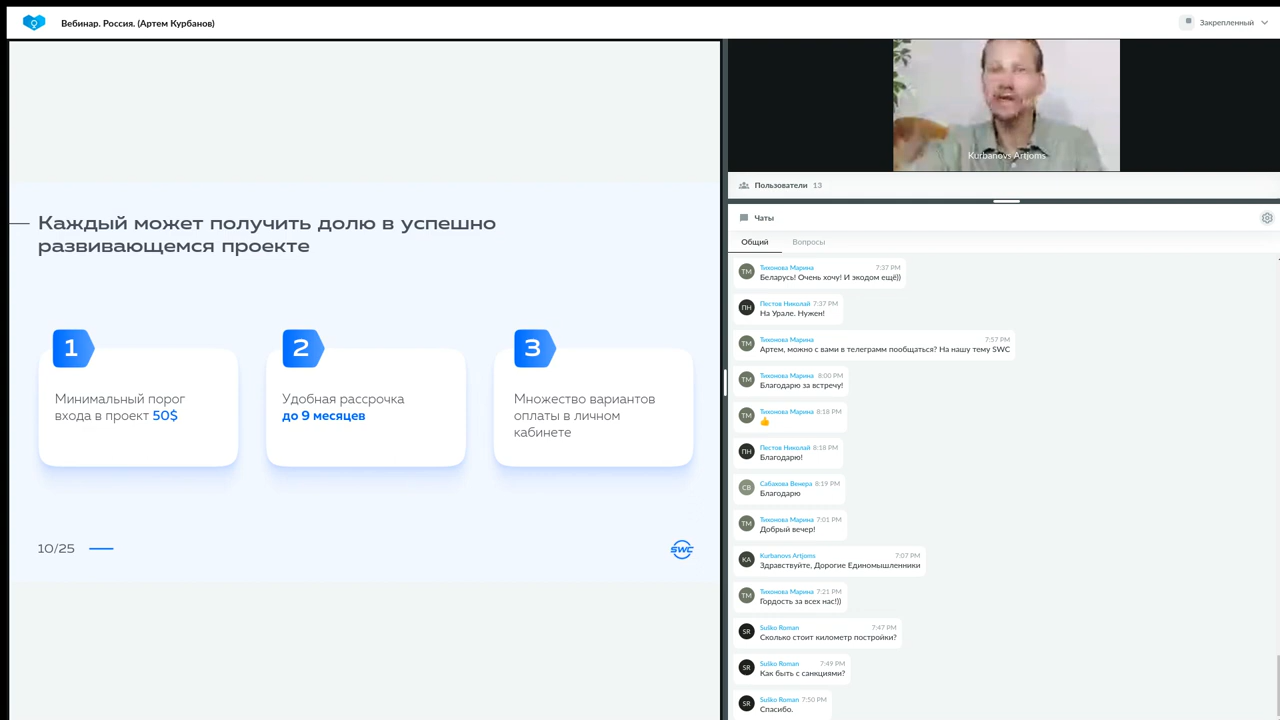 Вебинар. Россия. (Артем Курбанов)
Закрепленный
Каждый может получить долю в успешно
развивающемся проекте
1
Минимальный порог
входа в проект 50$
2
Удобная рассрочка
до 9 месяцев
3
Множество вариантов
оплаты в личном
кабинете
10/25
SWC
Kurbanovs Artjoms
Пользователи 13
Чаты
Общий Вопросы
ТМ
Тихонова Марина 7:37 PM
Беларусь! Очень хочу! И экодом ещё))
ПН
Пестов Николай 7:37 PM
На Урале. Нужен!
ТМ
Тихонова Марина 7:57 PM
Артем, можно с вами в телеграмм пообщаться? На нашу тему SWC
ТМ
Тихонова Марина 8:00 PM
Благодарю за встречу!
ТМ
Тихонова Марина 8:18 PM
👍
ПН
Пестов Николай 8:18 PM
Благодарю!
СВ
Сабахова Венера 8:19 PM
Благодарю
ТМ
Тихонова Марина 7:01 PM
Добрый вечер!
KA
Kurbanovs Artjoms 7:07 PM
Здравствуйте, Дорогие Единомышленники
ТМ
Тихонова Марина 7:21 PM
Гордость за всех нас!))
SR
Suško Roman 7:47 PM
Сколько стоит километр постройки?
SR
Suško Roman 7:49 PM
Как быть с санкциями?
SR
Suško Roman 7:50 PM
Спасибо.